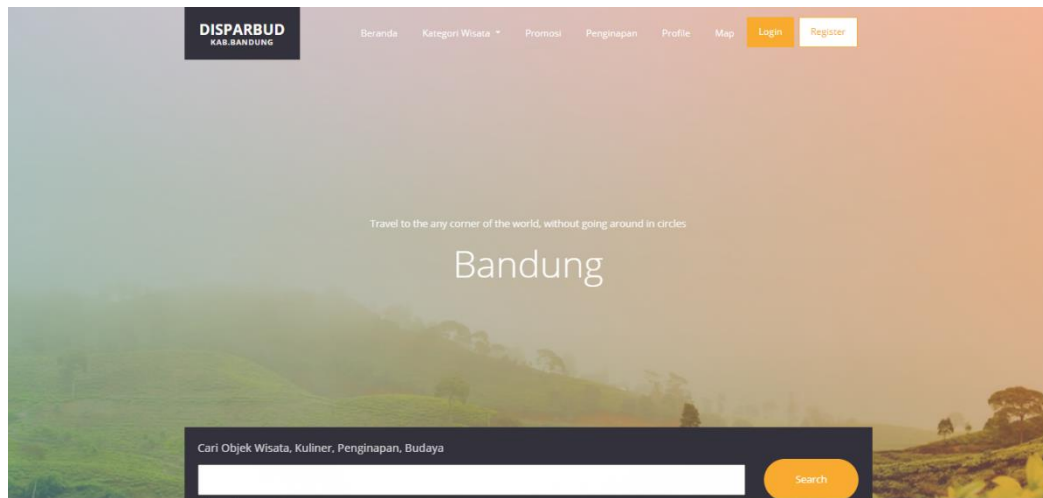 DISPARBUD
KAB.BANDUNG
Beranda Kategori Wisata Promosi Penginapan Profile Map Login Register
Travel to the any corner of the world, without going around in circles
Bandung
Cari Objek Wisata, Kuliner, Penginapan, Budaya
Search